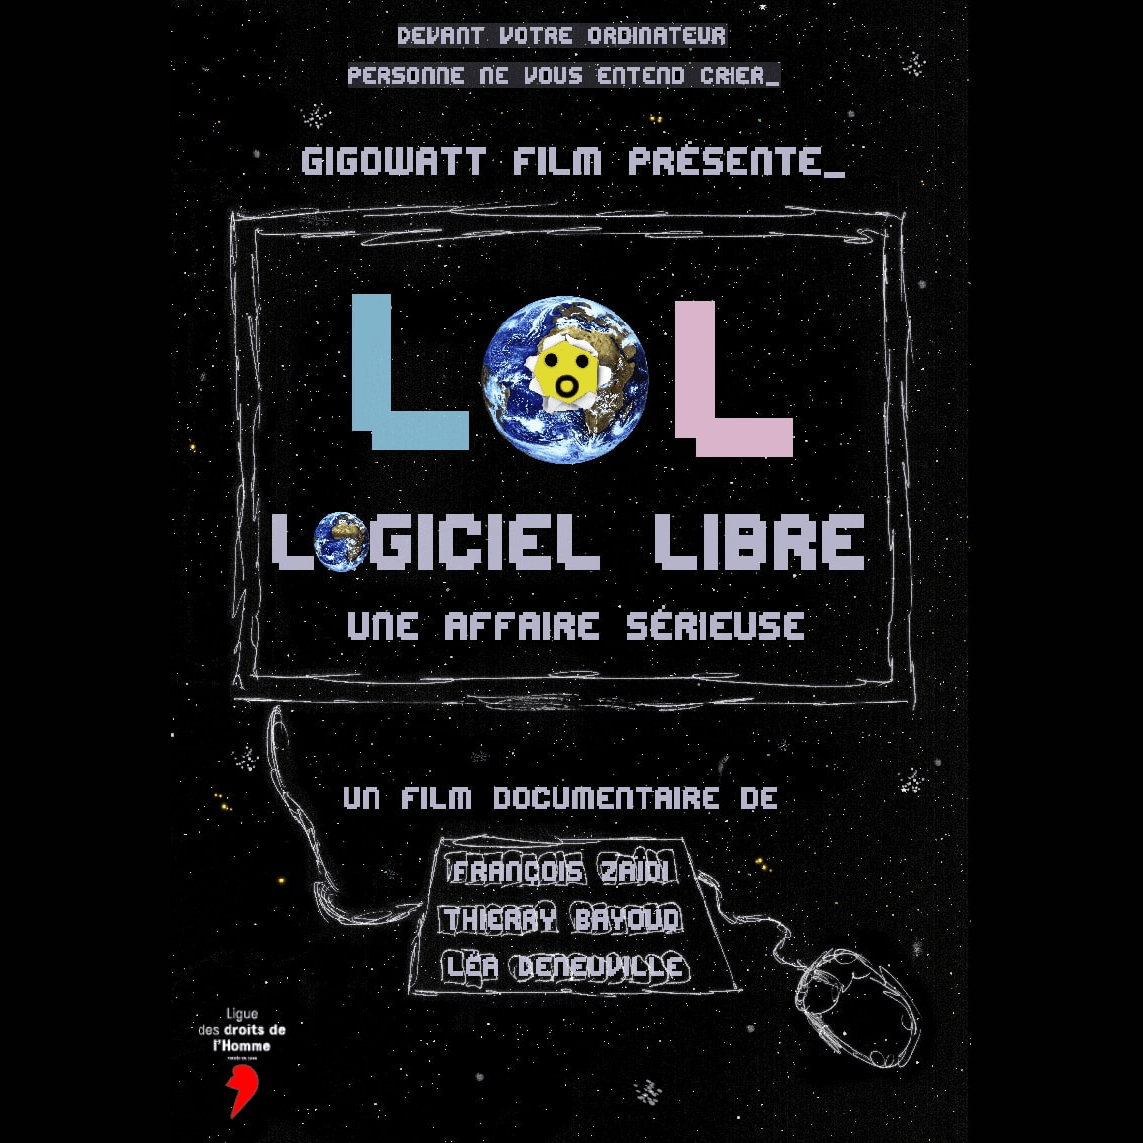 DEVANT VOTRE ORDINATEUR
PERSONNE NE VOUS ENTEND CRIER_
GIGOWATT FILM PRÉSENTE_
LOL
LOGICIEL LIBRE
UNE AFFAIRE SÉRIEUSE
UN FILM DOCUMENTAIRE DE
FRANÇOIS ZAÏDI
THIERRY BAYOUD
LÉA DENEUVILLE
Ligue
des droits de
l'Homme